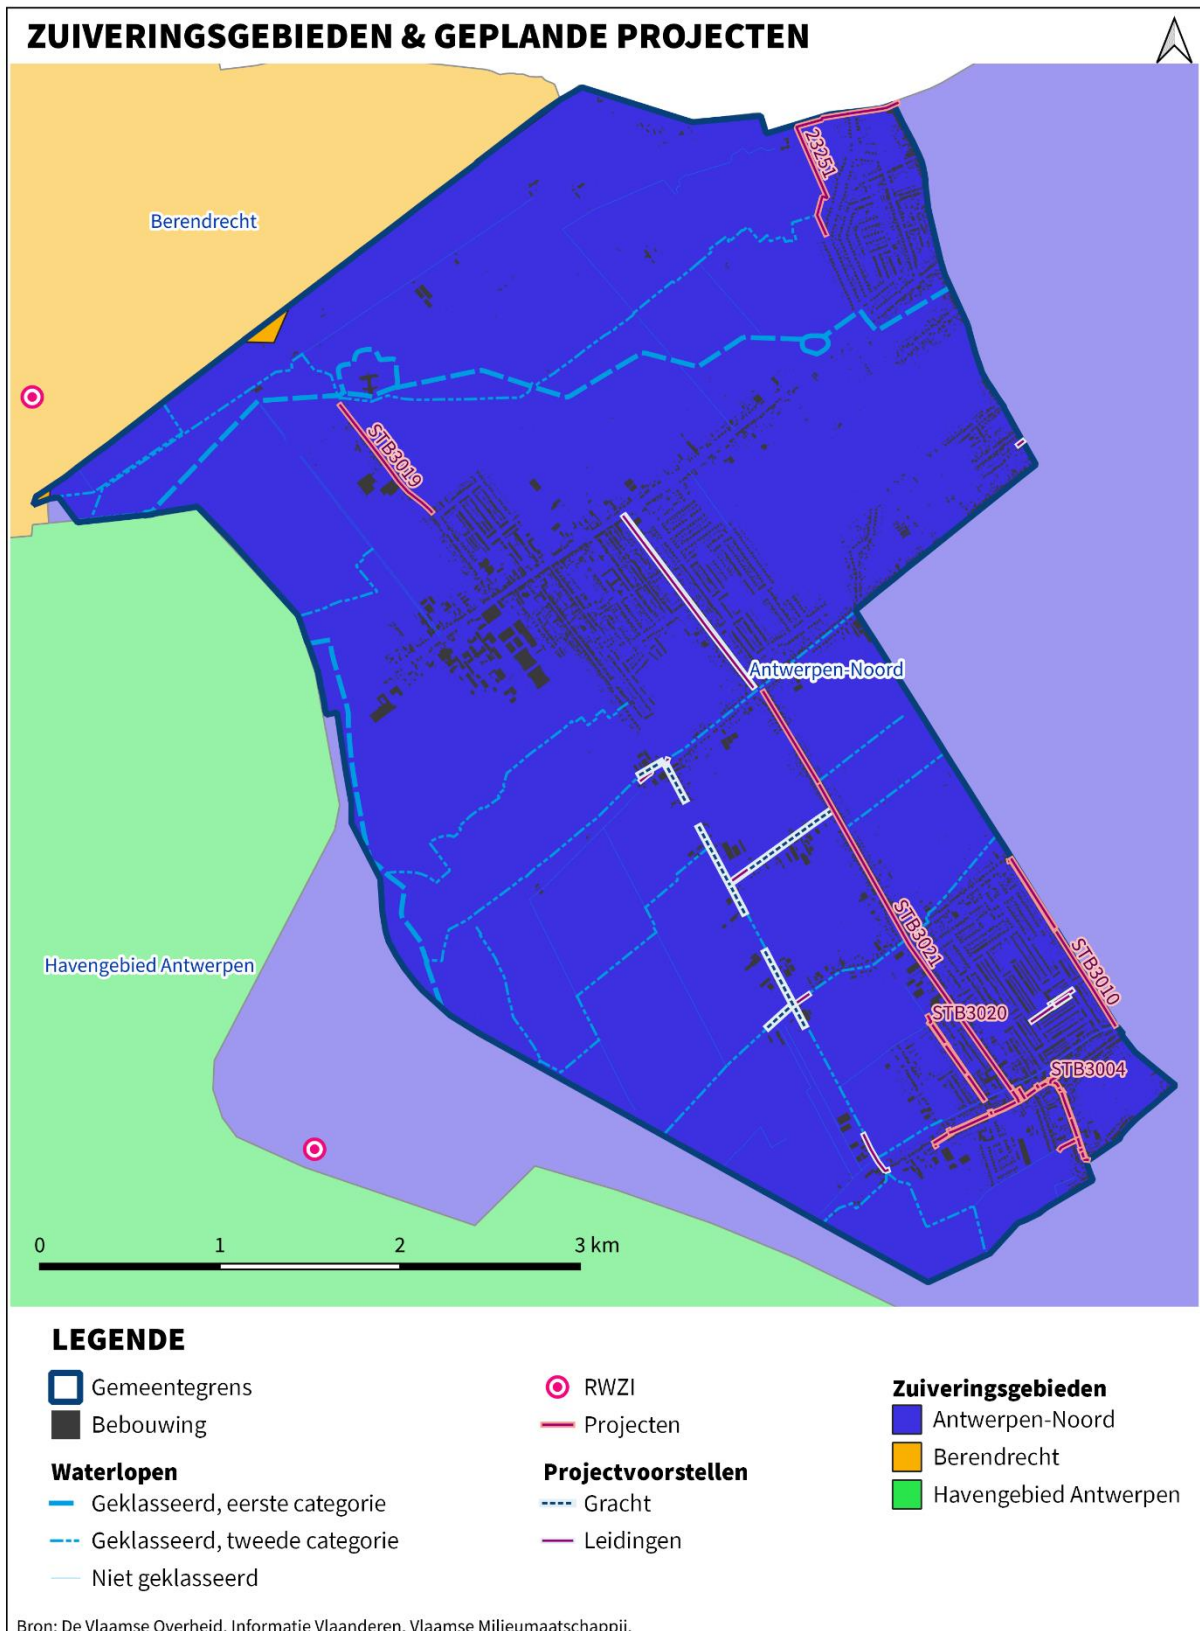 ZUIVERINGSGEBIEDEN & GEPLANDE PROJECTEN
23251
Berendrecht
STB3019
Antwerpen-Noord
STB3021
Havengebied Antwerpen
STB3010
STB3020
STB3004
0 1 2 3 km
LEGENDE
Gemeentegrens
Bebouwing
Waterlopen
Geklasseerd, eerste categorie
Geklasseerd, tweede categorie
Niet geklasseerd
RWZI
Projecten
Projectvoorstellen
Gracht
Leidingen
Zuiveringsgebieden
Antwerpen-Noord
Berendrecht
Havengebied Antwerpen
Bron: De Vlaamse Overheid, Informatie Vlaanderen, Vlaamse Milieumaatschappij.